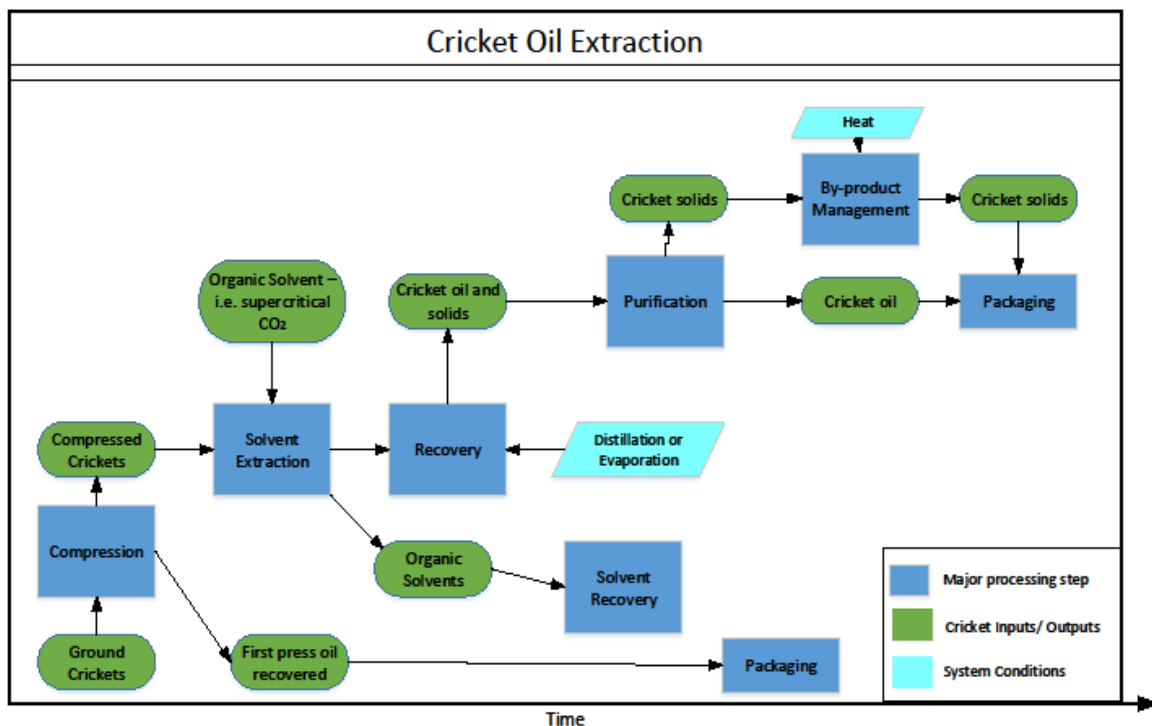 Cricket Oil Extraction
Heat
Cricket solids
By-product
Management
Cricket solids
Organic Solvent –
i.e. supercritical
CO₂
Cricket oil and
solids
Purification
Cricket oil
Packaging
Compressed
Crickets
Solvent
Extraction
Recovery
Distillation or
Evaporation
Compression
Organic
Solvents
Solvent
Recovery
Ground
Crickets
First press oil
recovered
Packaging
Major processing step
Cricket Inputs/ Outputs
System Conditions
Time